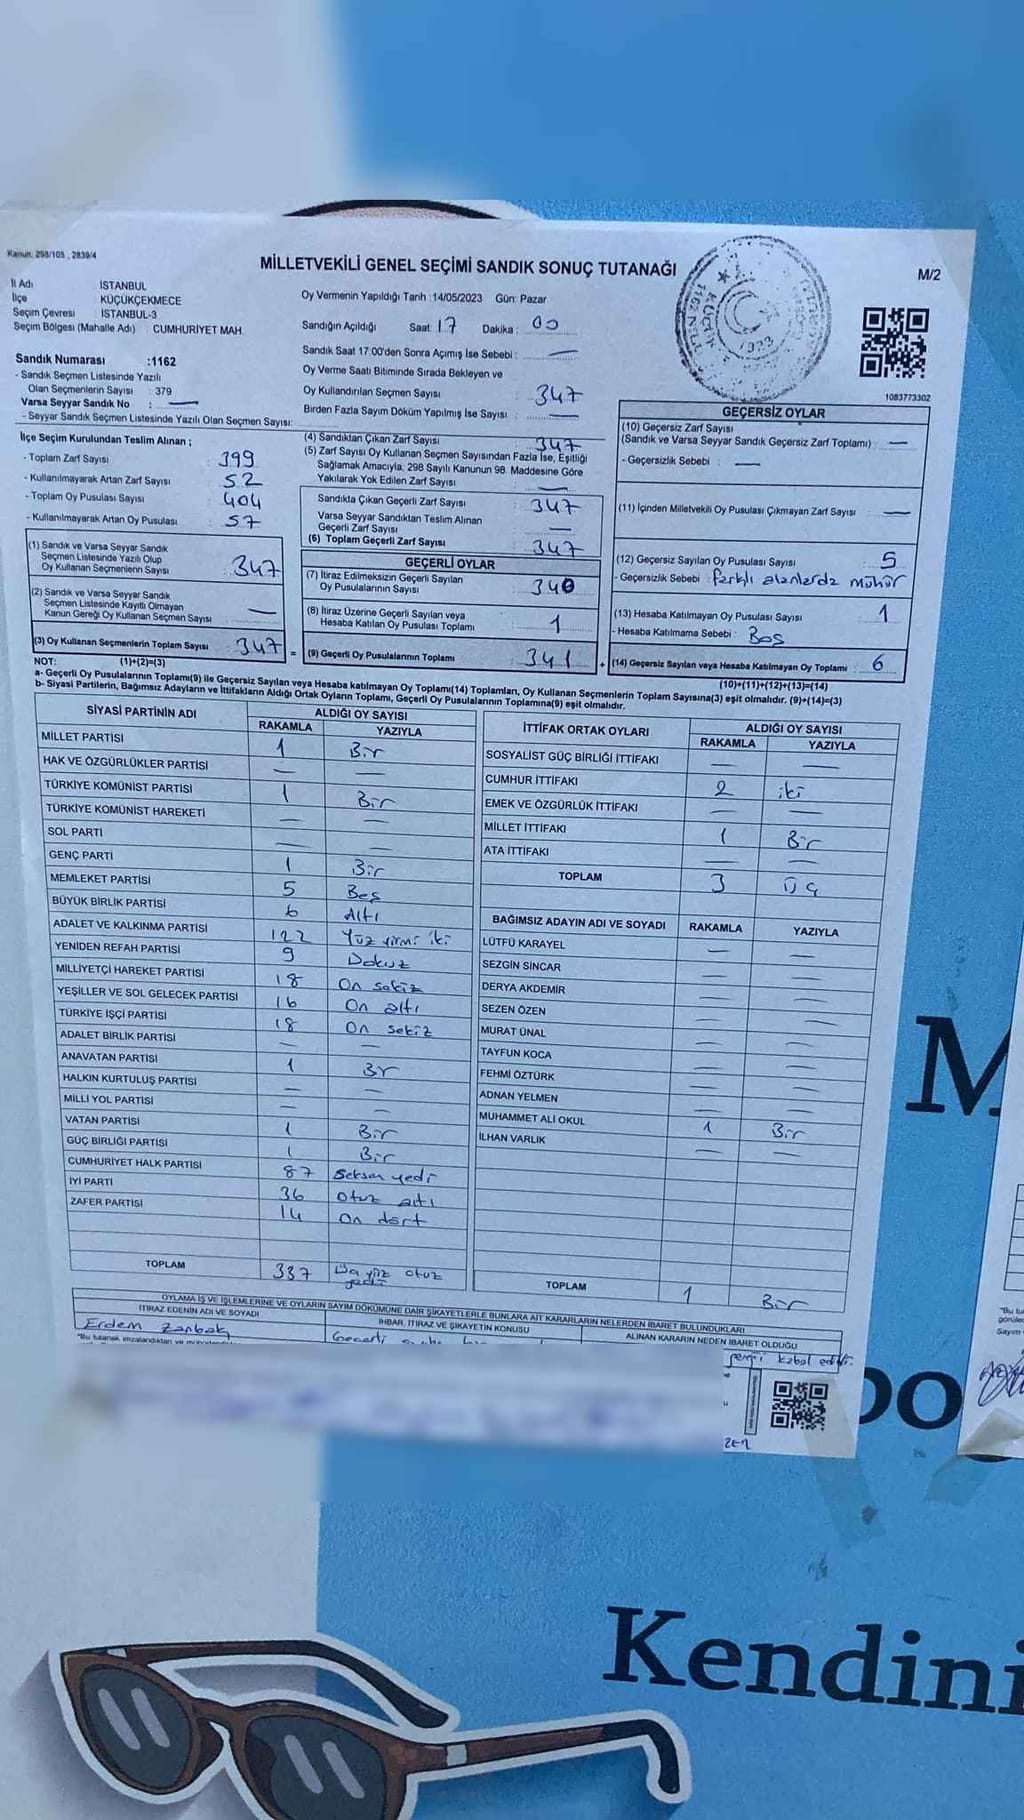 Kanun: 298/105 , 2839/4
MİLLETVEKİLİ GENEL SEÇİMİ SANDIK SONUÇ TUTANAĞI
M/2
İl Adı İSTANBUL
İlçe KÜÇÜKÇEKMECE
Seçim Çevresi : İSTANBUL-3
Seçim Bölgesi (Mahalle Adı) : CUMHURİYET MAH.
Oy Vermenin Yapıldığı Tarih :14/05/2023 Gün: Pazar
Sandığın Açıldığı Saat: 17 Dakika : 00
Sandık Saat 17:00'den Sonra Açımış İse Sebebi : —
Oy Verme Saati Bitiminde Sırada Bekleyen ve
Oy Kullandırılan Seçmen Sayısı : 347
Birden Fazla Sayım Döküm Yapılmış İse Sayısı : —
1083773302
Sandık Numarası :1162
- Sandık Seçmen Listesinde Yazılı
Olan Seçmenlerin Sayısı : 379
Varsa Seyyar Sandık No : —
- Seyyar Sandık Seçmen Listesinde Yazılı Olan Seçmen Sayısı:
İlçe Seçim Kurulundan Teslim Alınan ;
- Toplam Zarf Sayısı : 399
- Kullanılmayarak Artan Zarf Sayısı : 52
- Toplam Oy Pusulası Sayısı : 404
- Kullanılmayarak Artan Oy Pusulası : 57
(1) Sandık ve Varsa Seyyar Sandık
Seçmen Listesinde Yazılı Olup
Oy Kullanan Seçmenlerin Sayısı : 347
(2) Sandık ve Varsa Seyyar Sandık
Seçmen Listesinde Kayıtlı Olmayan
Kanun Gereği Oy Kullanan Seçmen Sayısı : —
(3) Oy Kullanan Seçmenlerin Toplam Sayısı : 347 =
(4) Sandıktan Çıkan Zarf Sayısı : 347
(5) Zarf Sayısı Oy Kullanan Seçmen Sayısından Fazla İse, Eşitliği
Sağlamak Amacıyla, 298 Sayılı Kanunun 98. Maddesine Göre
Yakılarak Yok Edilen Zarf Sayısı : —
Sandıkta Çıkan Geçerli Zarf Sayısı : 347
Varsa Seyyar Sandıktan Teslim Alınan
Geçerli Zarf Sayısı : —
(6) Toplam Geçerli Zarf Sayısı : 347
GEÇERLİ OYLAR
(7) İtiraz Edilmeksizin Geçerli Sayılan
Oy Pusulalarının Sayısı : 340
(8) İtiraz Üzerine Geçerli Sayılan veya
Hesaba Katılan Oy Pusulası Toplamı : 1
(9) Geçerli Oy Pusulalarının Toplamı : 341 +
GEÇERSİZ OYLAR
(10) Geçersiz Zarf Sayısı
(Sandık ve Varsa Seyyar Sandık Geçersiz Zarf Toplamı) : —
- Geçersizlik Sebebi : —
(11) İçinden Milletvekili Oy Pusulası Çıkmayan Zarf Sayısı : —
(12) Geçersiz Sayılan Oy Pusulası Sayısı : 5
- Geçersizlik Sebebi : farklı alanlarda mühür
(13) Hesaba Katılmayan Oy Pusulası Sayısı : 1
- Hesaba Katılmama Sebebi : Boş
(14) Geçersiz Sayılan veya Hesaba Katılmayan Oy Toplamı : 6
NOT: (1)+(2)=(3)
(10)+(11)+(12)+(13)=(14)
a- Geçerli Oy Pusulalarının Toplamı(9) ile Geçersiz Sayılan veya Hesaba katılmayan Oy Toplamı(14) Toplamları, Oy Kullanan Seçmenlerin Toplam Sayısına(3) eşit olmalıdır. (9)+(14)=(3)
b- Siyasi Partilerin, Bağımsız Adayların ve İttifakların Aldığı Ortak Oyların Toplamı, Geçerli Oy Pusulalarının Toplamına(9) eşit olmalıdır.
SİYASİ PARTİNİN ADI ALDIĞI OY SAYISI
RAKAMLA YAZIYLA
MİLLET PARTİSİ 1 Bir
HAK VE ÖZGÜRLÜKLER PARTİSİ — —
TÜRKİYE KOMÜNİST PARTİSİ 1 Bir
TÜRKİYE KOMÜNİST HAREKETİ — —
SOL PARTİ — —
GENÇ PARTİ 1 Bir
MEMLEKET PARTİSİ 5 Beş
BÜYÜK BİRLİK PARTİSİ 6 Altı
ADALET VE KALKINMA PARTİSİ 122 Yüz yirmi iki
YENİDEN REFAH PARTİSİ 9 Dokuz
MİLLİYETÇİ HAREKET PARTİSİ 18 On sekiz
YEŞİLLER VE SOL GELECEK PARTİSİ 16 On altı
TÜRKİYE İŞÇİ PARTİSİ 18 On sekiz
ADALET BİRLİK PARTİSİ — —
ANAVATAN PARTİSİ 1 Bir
HALKIN KURTULUŞ PARTİSİ — —
MİLLİ YOL PARTİSİ — —
VATAN PARTİSİ 1 Bir
GÜÇ BİRLİĞİ PARTİSİ 1 Bir
CUMHURİYET HALK PARTİSİ 87 Seksen yedi
İYİ PARTİ 36 Otuz altı
ZAFER PARTİSİ 14 On dört
TOPLAM 337 Üç yüz otuz yedi
İTTİFAK ORTAK OYLARI ALDIĞI OY SAYISI
RAKAMLA YAZIYLA
SOSYALİST GÜÇ BİRLİĞİ İTTİFAKI — —
CUMHUR İTTİFAKI 2 iki
EMEK VE ÖZGÜRLÜK İTTİFAKI — —
MİLLET İTTİFAKI 1 Bir
ATA İTTİFAKI — —
TOPLAM 3 Üç
BAĞIMSIZ ADAYIN ADI VE SOYADI RAKAMLA YAZIYLA
LÜTFÜ KARAYEL — —
SEZGİN SİNCAR — —
DERYA AKDEMİR — —
SEZEN ÖZEN — —
MURAT ÜNAL — —
TAYFUN KOCA — —
FEHMİ ÖZTÜRK — —
ADNAN YELMEN — —
MUHAMMET ALİ OKUL 1 Bir
İLHAN VARLIK — —
TOPLAM 1 Bir
OYLAMA İŞ VE İŞLEMLERİNE VE OYLARIN SAYIM DÖKÜMÜNE DAİR ŞİKAYETLERLE BUNLARA AİT KARARLARIN NELERDEN İBARET BULUNDUKLARI
İTİRAZ EDENİN ADI VE SOYADI İHBAR, İTİRAZ VE ŞİKAYETİN KONUSU ALINAN KARARIN NEDEN İBARET OLDUĞU
Erdem Zanbak Geçerli
kabul edildi.
M
Kendini